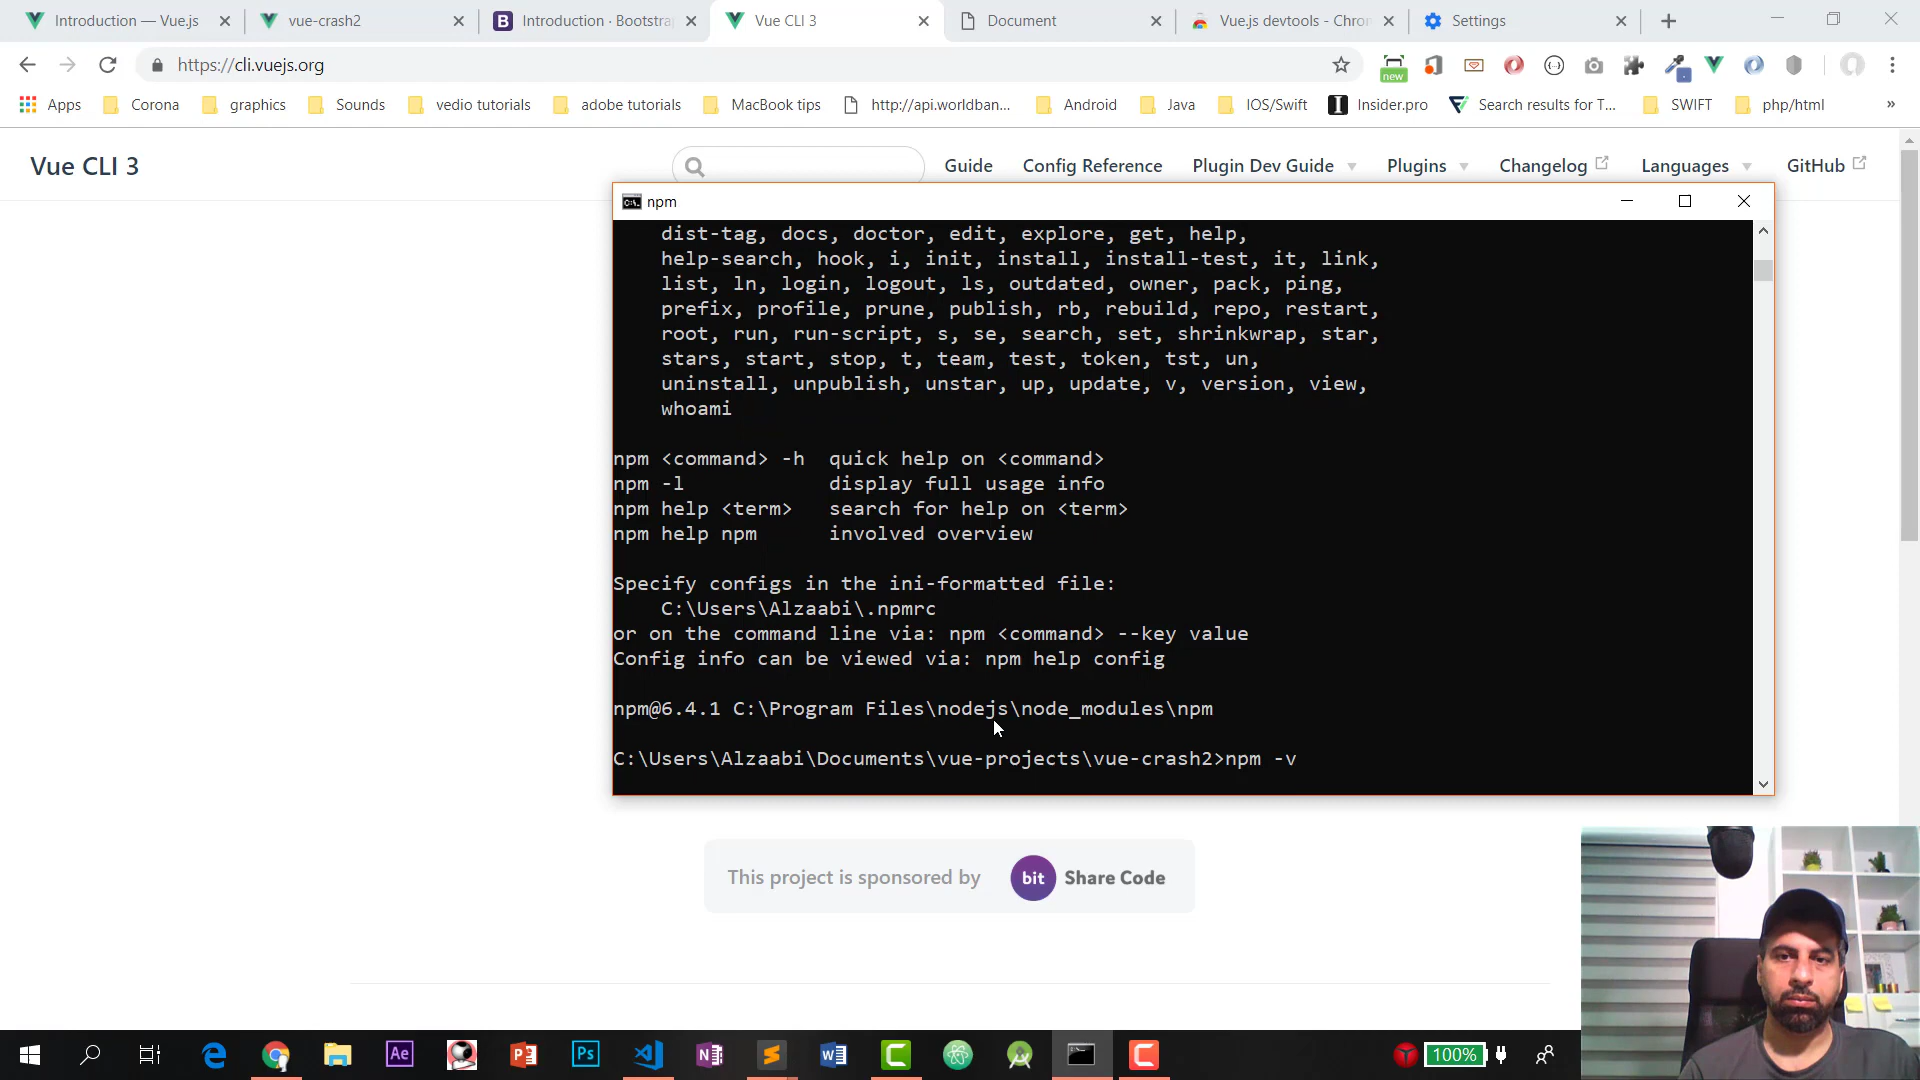 Introduction — Vue.js
vue-crash2
Introduction · Bootstrap
Vue CLI 3
Document
Vue.js devtools - Chron
Settings
https://cli.vuejs.org
new
Apps
Corona
graphics
Sounds
vedio tutorials
adobe tutorials
MacBook tips
http://api.worldban...
Android
Java
IOS/Swift
Insider.pro
Search results for T...
SWIFT
php/html
»
Vue CLI 3
Guide
Config Reference
Plugin Dev Guide
Plugins
Changelog
Languages
GitHub
npm
dist-tag, docs, doctor, edit, explore, get, help,
help-search, hook, i, init, install, install-test, it, link,
list, ln, login, logout, ls, outdated, owner, pack, ping,
prefix, profile, prune, publish, rb, rebuild, repo, restart,
root, run, run-script, s, se, search, set, shrinkwrap, star,
stars, start, stop, t, team, test, token, tst, un,
uninstall, unpublish, unstar, up, update, v, version, view,
whoami
npm <command> -h  quick help on <command>
npm -l            display full usage info
npm help <term>   search for help on <term>
npm help npm      involved overview
Specify configs in the ini-formatted file:
C:\Users\Alzaabi\.npmrc
or on the command line via: npm <command> --key value
Config info can be viewed via: npm help config
npm@6.4.1 C:\Program Files\nodejs\node_modules\npm
C:\Users\Alzaabi\Documents\vue-projects\vue-crash2>npm -v
This project is sponsored by
bit
Share Code
100%